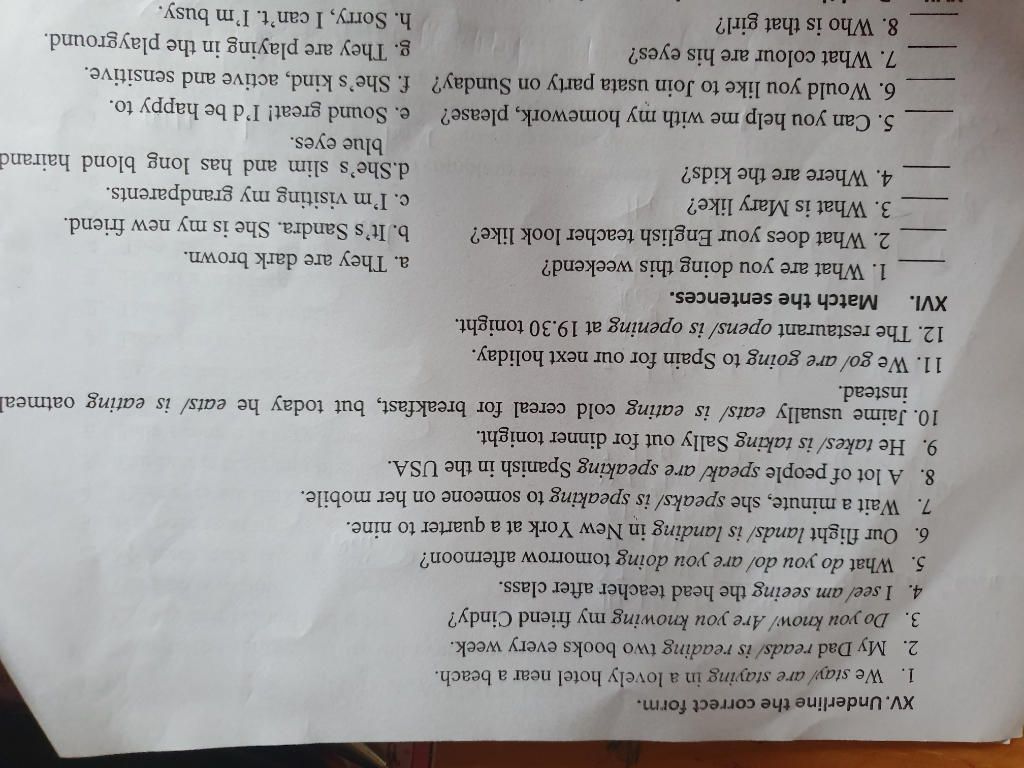 XV. Underline the correct form.
1. We stay/ are staying in a lovely hotel near a beach.
2. My Dad reads/ is reading two books every week.
3. Do you know/ Are you knowing my friend Cindy?
4. I see/ am seeing the head teacher after class.
5. What do you do/ are you doing tomorrow afternoon?
6. Our flight lands/ is landing in New York at a quarter to nine.
7. Wait a minute, she speaks/ is speaking to someone on her mobile.
8. A lot of people speak/ are speaking Spanish in the USA.
9. He takes/ is taking Sally out for dinner tonight.
10. Jaime usually eats/ is eating cold cereal for breakfast, but today he eats/ is eating oatmeal
instead.
11. We go/ are going to Spain for our next holiday.
12. The restaurant opens/ is opening at 19.30 tonight.
XVI. Match the sentences.
____ 1. What are you doing this weekend? a. They are dark brown.
____ 2. What does your English teacher look like? b. It's Sandra. She is my new friend.
____ 3. What is Mary like? c. I'm visiting my grandparents.
____ 4. Where are the kids? d.She's slim and has long blond hairand
blue eyes.
____ 5. Can you help me with my homework, please? e. Sound great! I'd be happy to.
____ 6. Would you like to Join usata party on Sunday? f. She's kind, active and sensitive.
____ 7. What colour are his eyes? g. They are playing in the playground.
____ 8. Who is that girl? h. Sorry, I can't. I'm busy.